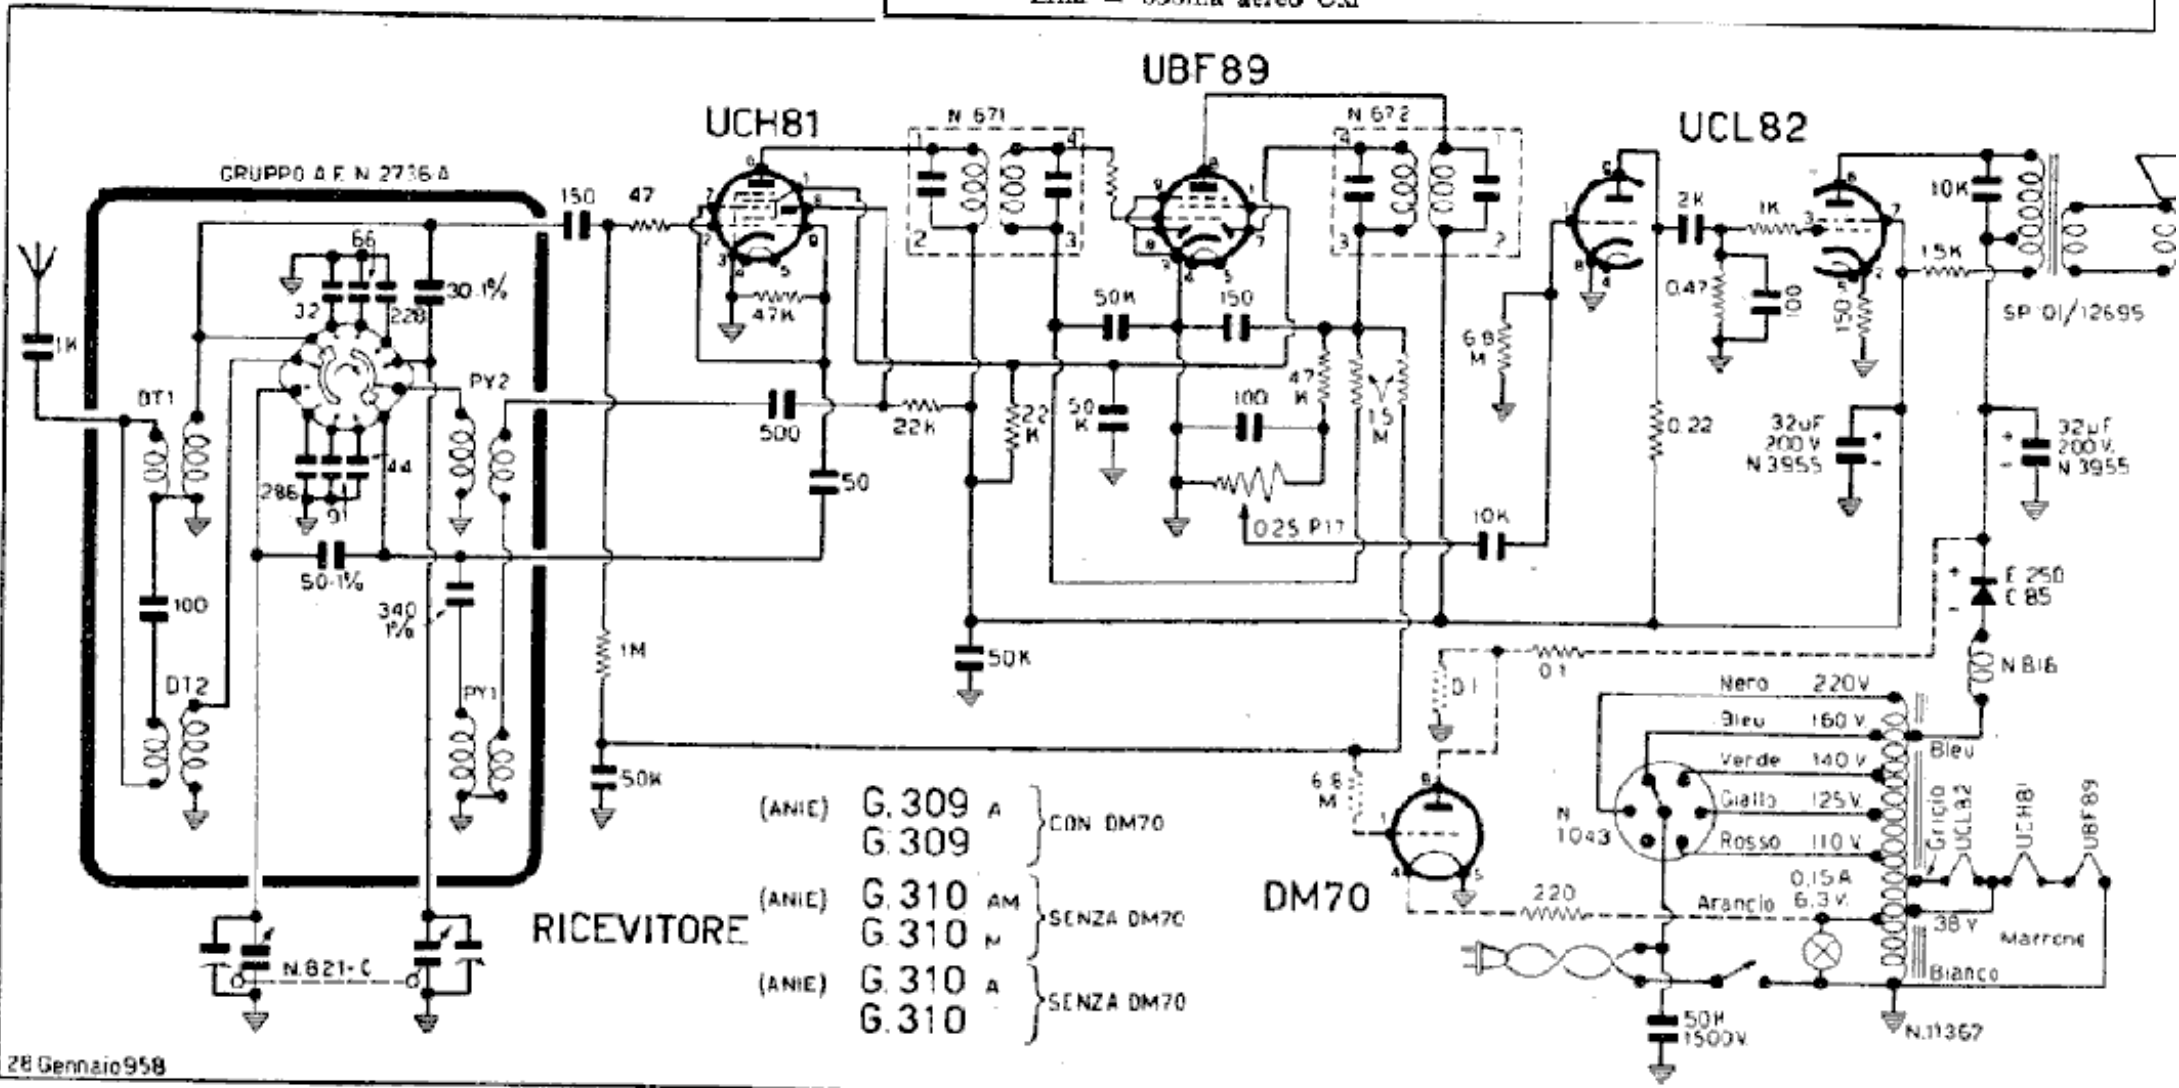 UBF89
UCH81
N 671
N 672
UCL82
GRUPPO A.F. N 2736 A
150
47
2K
1K
10K
66
30-1%
32
228
47K
50K
150
0.47
100
150
15K
SP 01/12695
1K
DT1
PY2
6.8
M
500
22K
22
K
50
K
100
47
K
1.5
M
0.22
32uF
200 V
N 3955
32µF
200 V.
N 3955
286
91
44
50
0.25 P17
10K
50-1%
340
1%
100
E 250
C 85
1M
50K
0.1
N 816
DT2
PY1
0.1
Nero 220V
Bleu 160 V.
Bleu
Verde 140 V
Giallo 125 V.
Rosso 110 V
N
1043
50K
6.8
M
Grigio
UCL82
UCH81
UBF89
(ANIE) G.309 A
G.309
CON DM70
(ANIE) G.310 AM
G.310 M
SENZA DM70
(ANIE) G.310 A
G.310
SENZA DM70
DM70
220
Arancio
0,15A
6,3 V.
38 V
Marrone
Bianco
RICEVITORE
N.821-C
50K
1500V.
N.11367
28 Gennaio 958